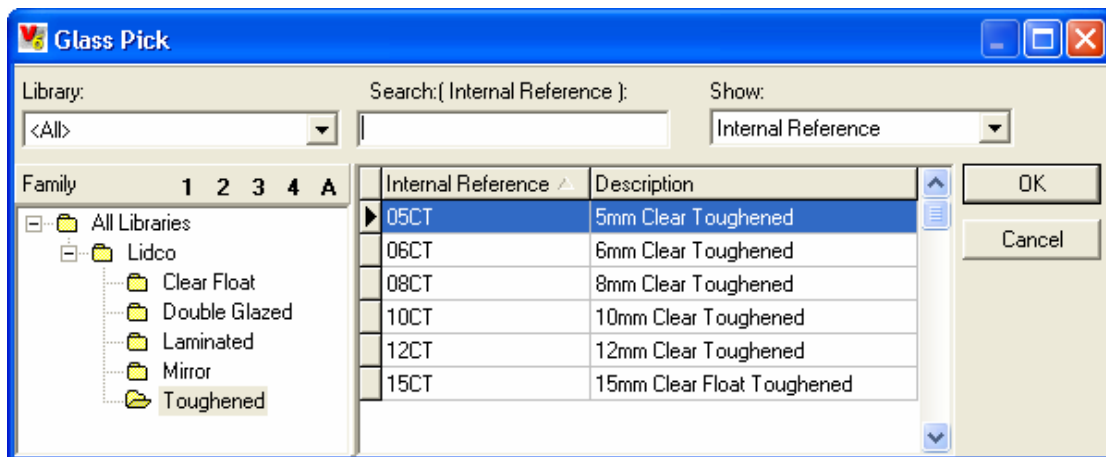 Glass Pick
Library: Search:( Internal Reference ): Show:
<All> Internal Reference
Family 1 2 3 4 A
All Libraries
Lidco
Clear Float
Double Glazed
Laminated
Mirror
Toughened
Internal Reference Description
05CT 5mm Clear Toughened
06CT 6mm Clear Toughened
08CT 8mm Clear Toughened
10CT 10mm Clear Toughened
12CT 12mm Clear Toughened
15CT 15mm Clear Float Toughened
OK
Cancel